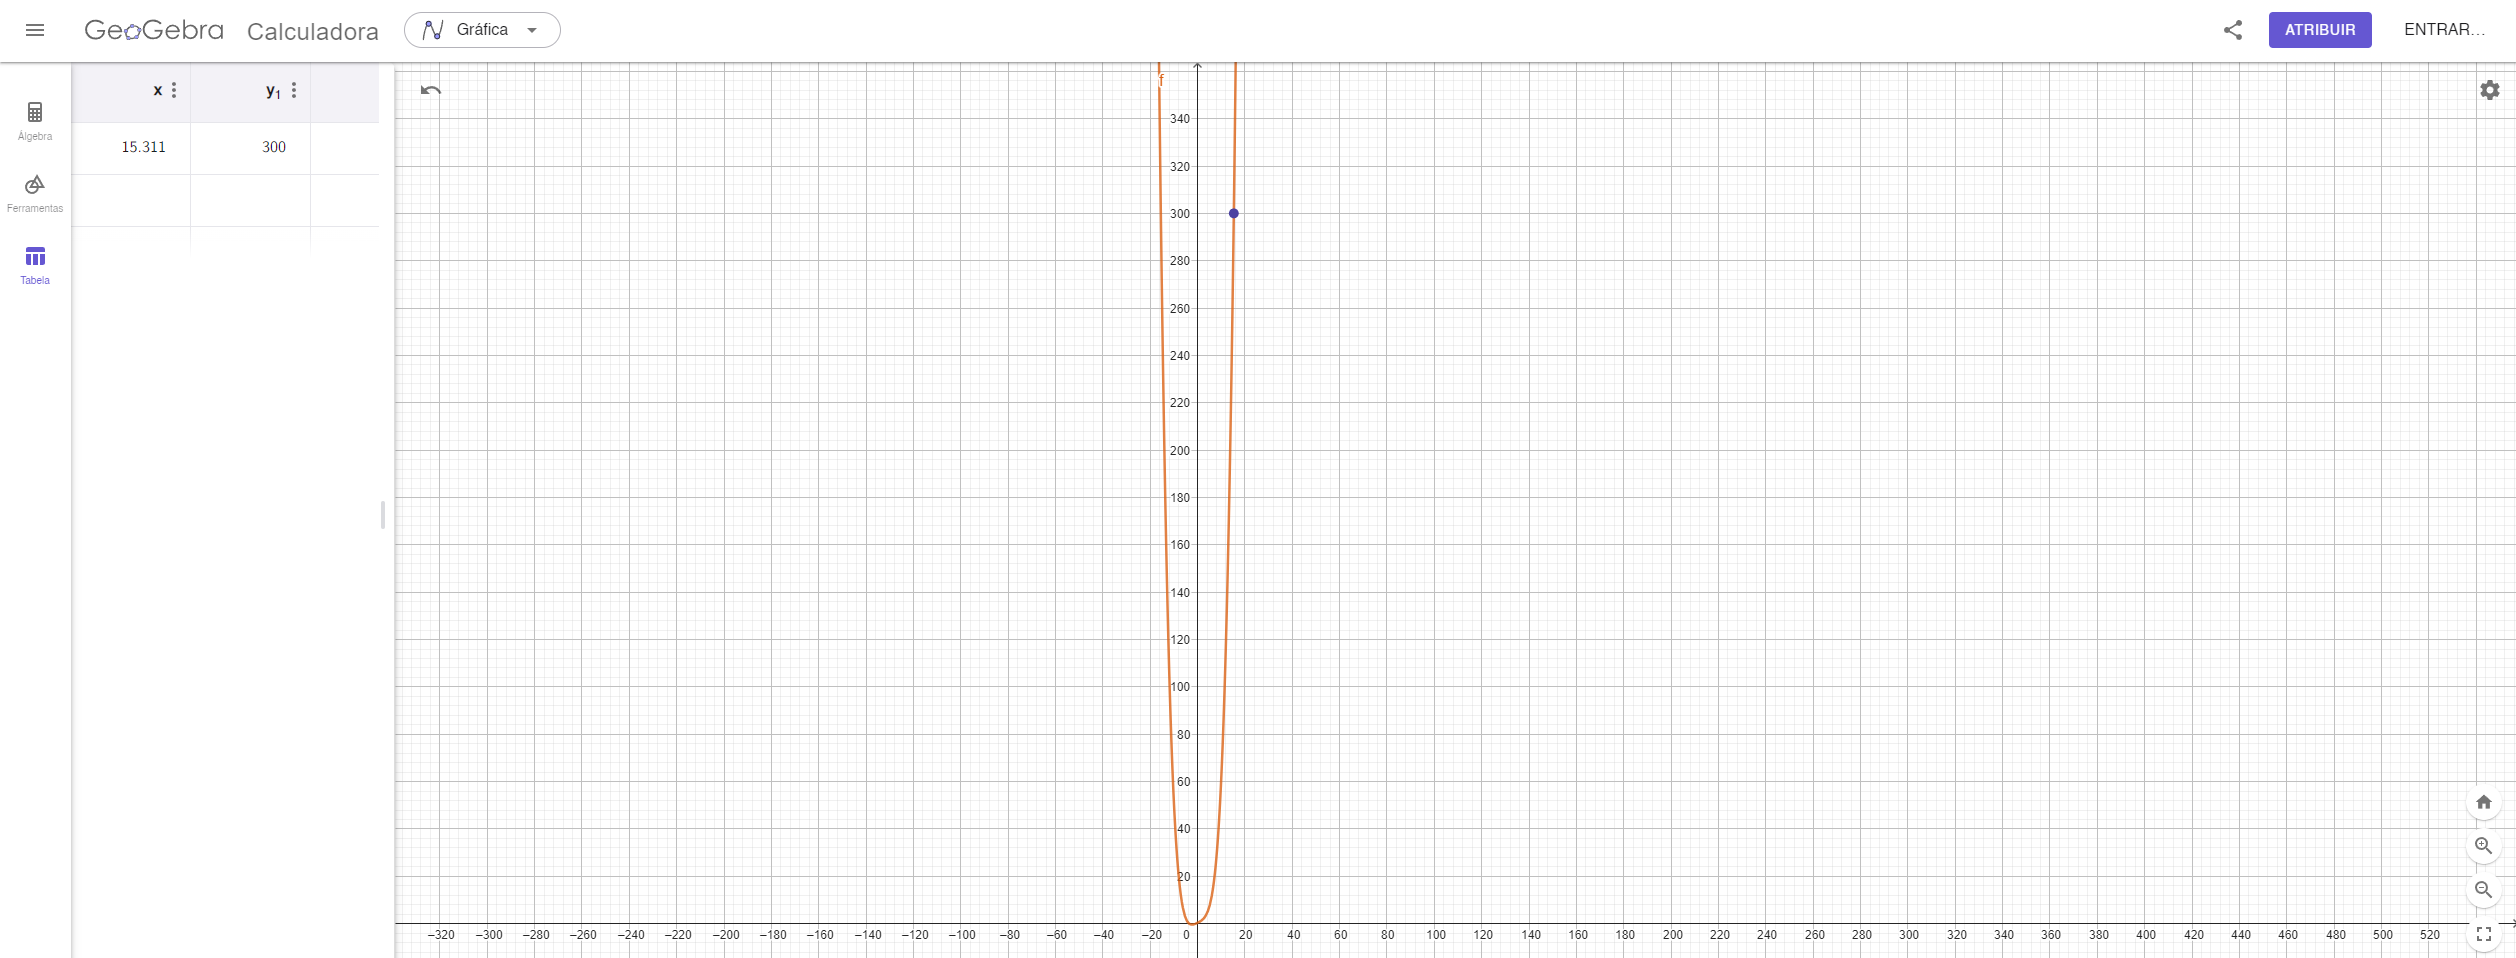 GeoGebra Calculadora Gráfica ATRIBUIR ENTRAR...
x y₁
15.311 300
Álgebra
Ferramentas
Tabela
f
340
320
300
280
260
240
220
200
180
160
140
120
100
80
60
40
20
−320 −300 −280 −260 −240 −220 −200 −180 −160 −140 −120 −100 −80 −60 −40 −20 0 20 40 60 80 100 120 140 160 180 200 220 240 260 280 300 320 340 360 380 400 420 440 460 480 500 520